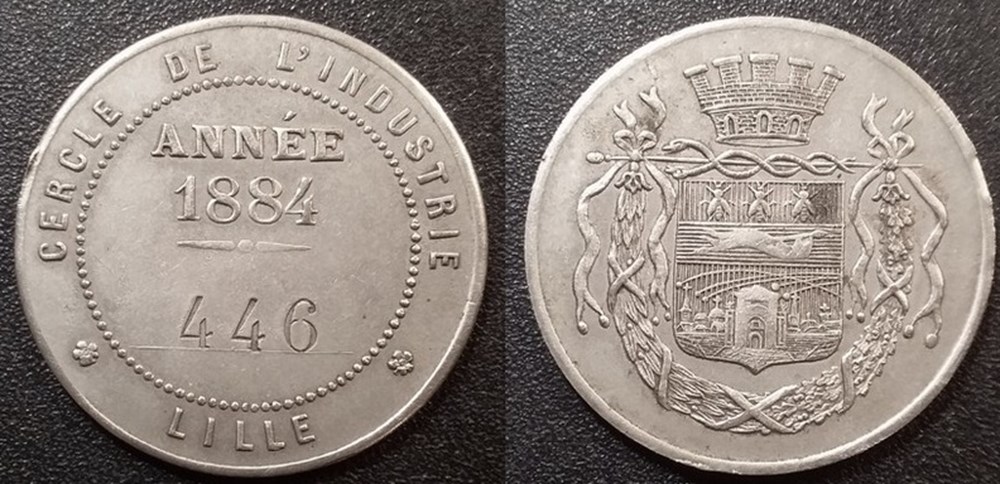 CERCLE DE L'INDUSTRIE
ANNÉE
1884
446
LILLE